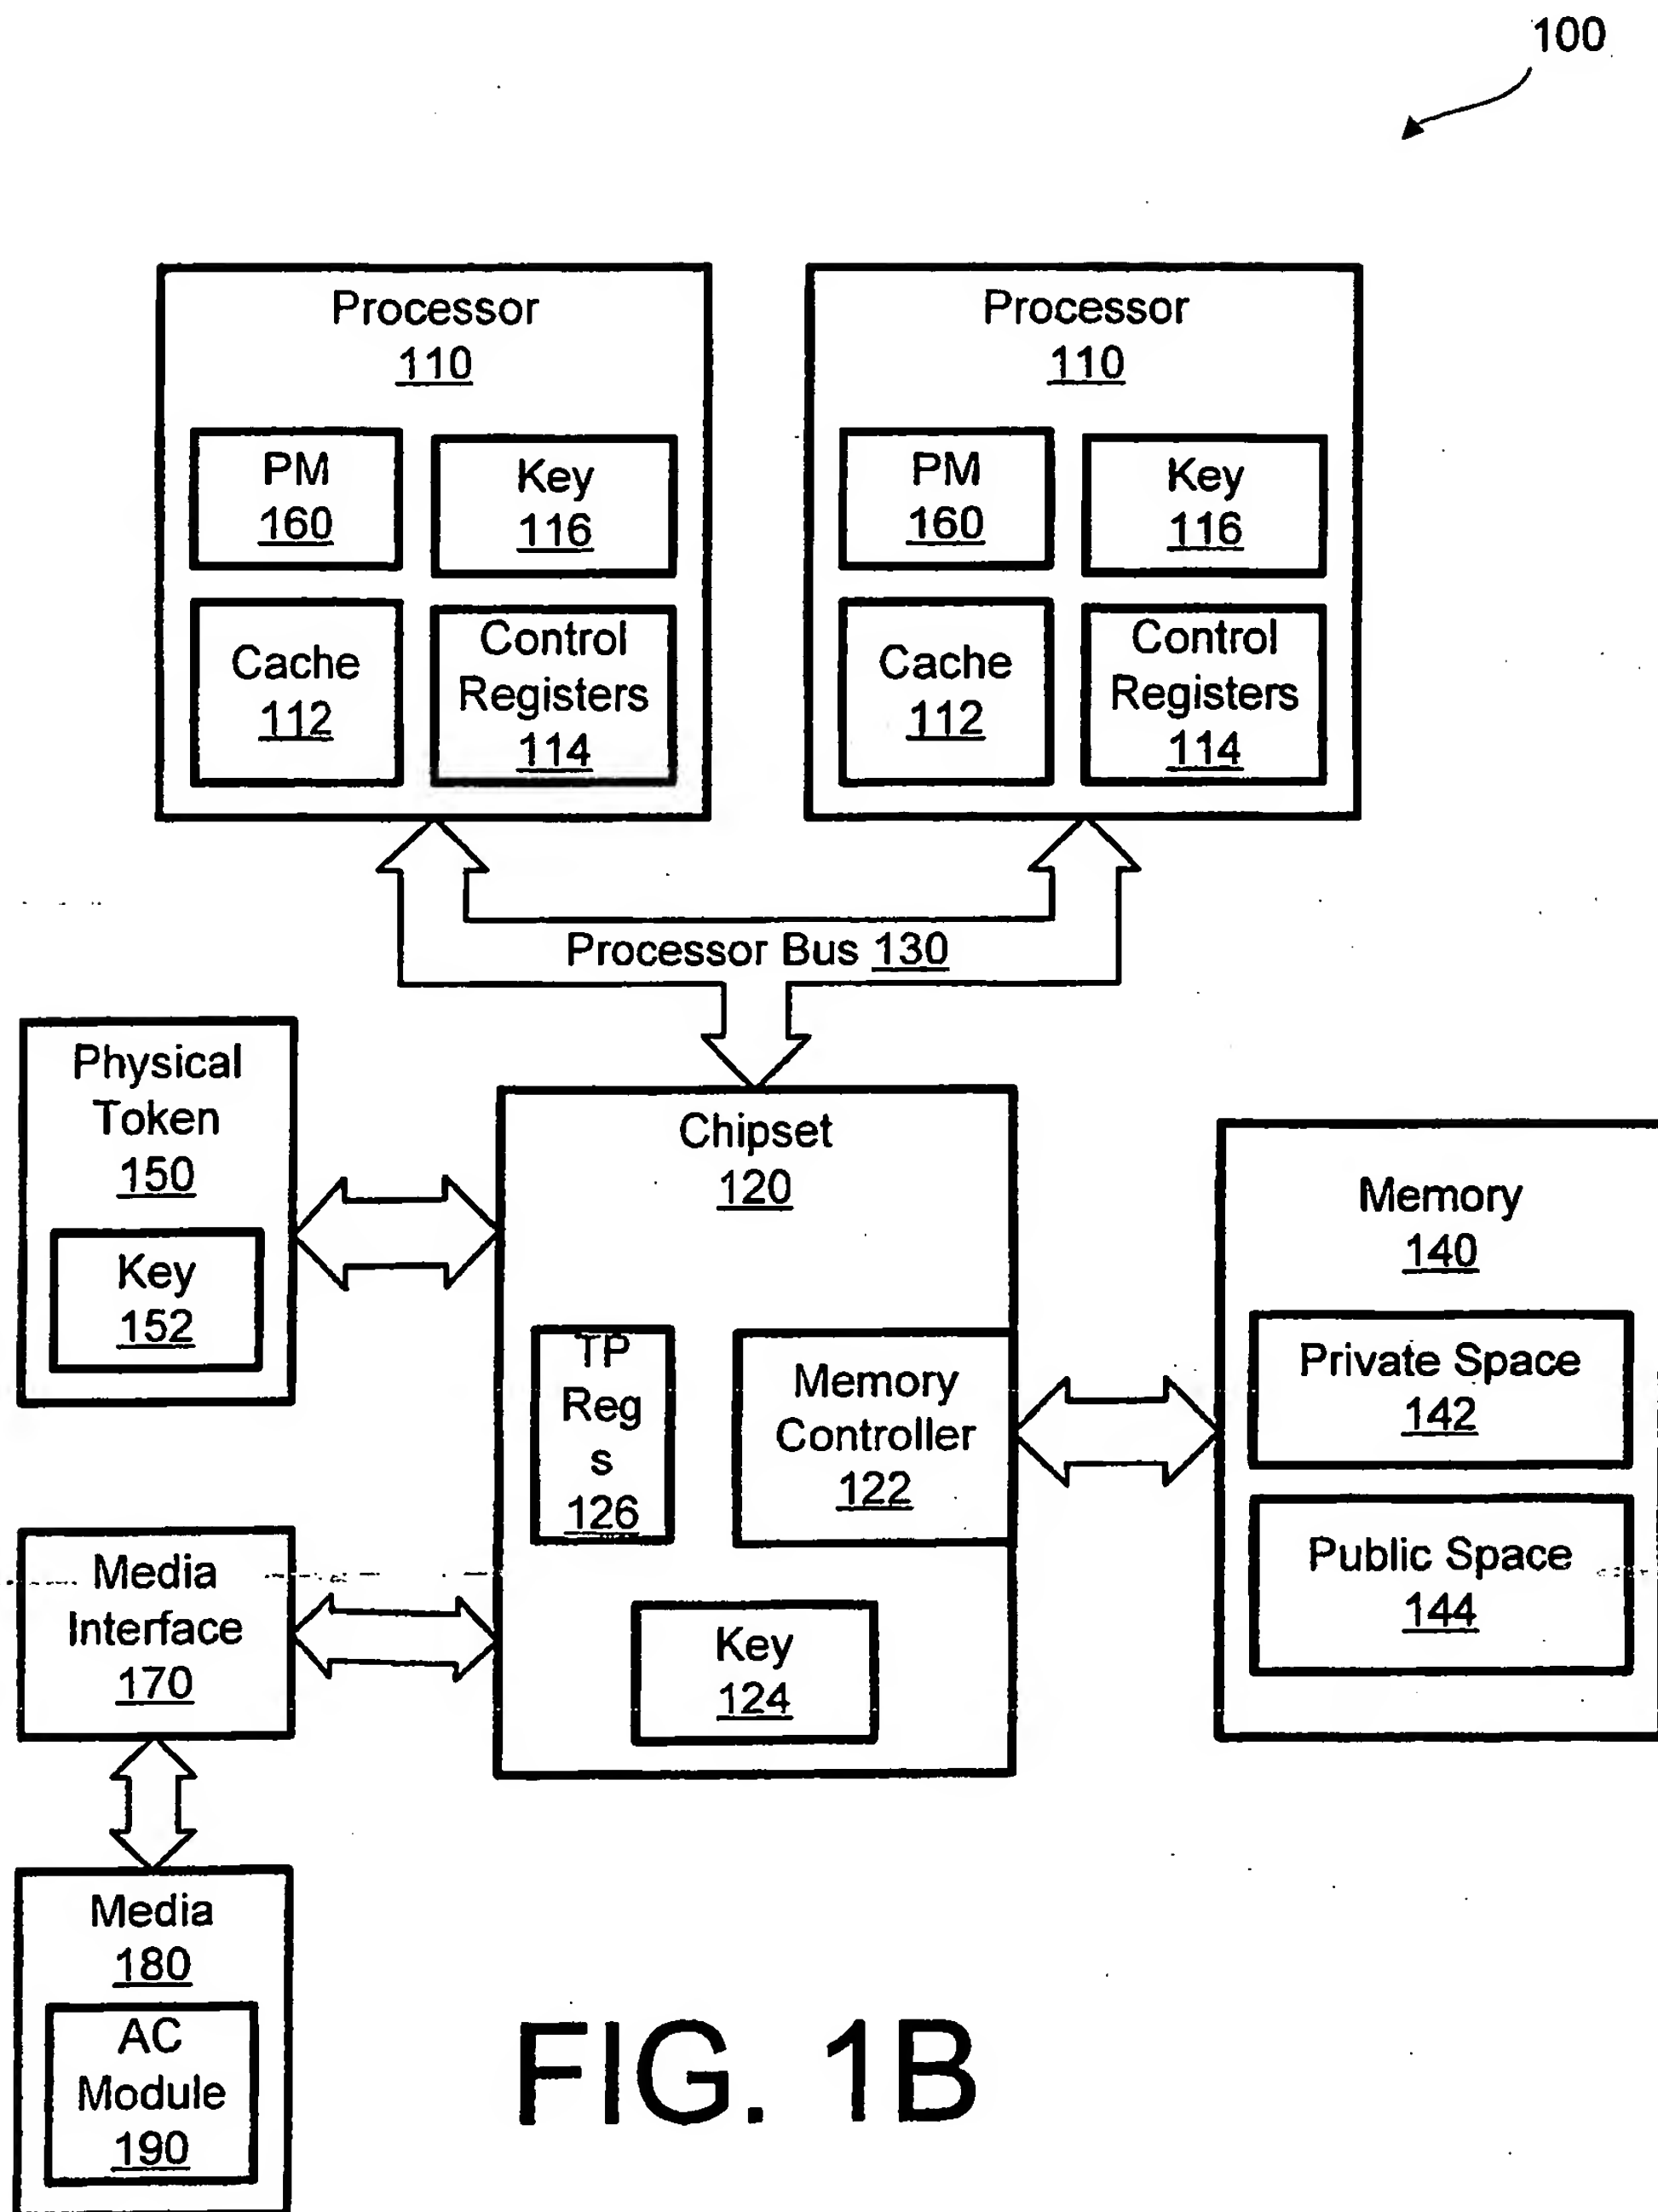 100
Processor
110
PM
160
Key
116
Cache
112
Control
Registers
114
Processor
110
PM
160
Key
116
Cache
112
Control
Registers
114
Processor Bus 130
Physical
Token
150
Key
152
Chipset
120
TP
Reg
s
126
Memory
Controller
122
Key
124
Memory
140
Private Space
142
Public Space
144
Media
Interface
170
Media
180
AC
Module
190
FIG. 1B